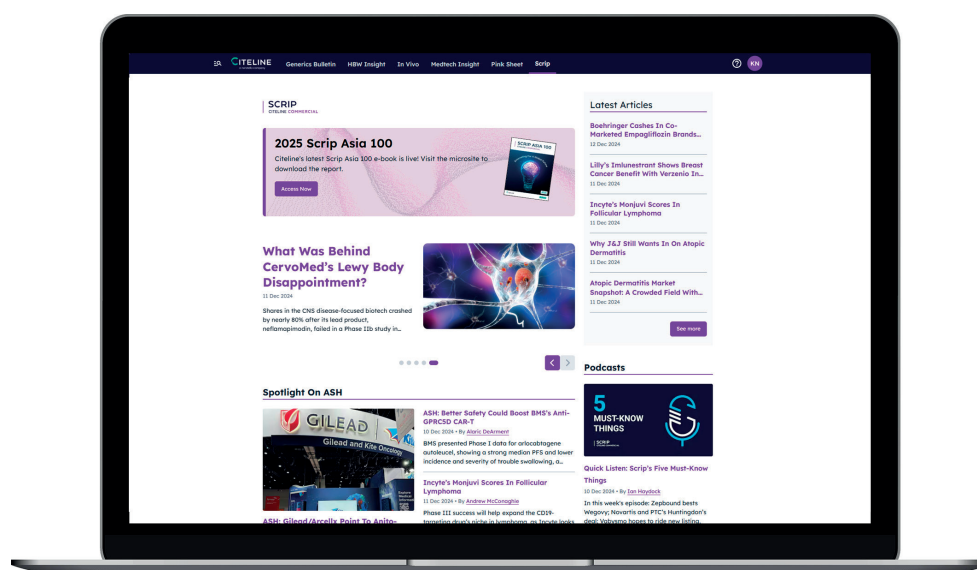 CITELINE
Generics Bulletin
HBW Insight
In Vivo
Medtech Insight
Pink Sheet
Scrip
KN
SCRIP
CITELINE COMMERCIAL
2025 Scrip Asia 100
Citeline's latest Scrip Asia 100 e-book is live! Visit the microsite to
download the report.
Access Now
SCRIP ASIA 100
What Was Behind
CervoMed's Lewy Body
Disappointment?
11 Dec 2024
Shares in the CNS disease-focused biotech crashed
by nearly 80% after its lead product,
neflamapimodin, failed in a Phase IIb study in…
Spotlight On ASH
GILEAD
Gilead and Kite Oncology
Explore
Medical
Information
ASH: Gilead/Arcellx Point To Anito-
ASH: Better Safety Could Boost BMS's Anti-
GPRC5D CAR-T
10 Dec 2024 • By Alaric DeArment
BMS presented Phase I data for arlocabtagene
autoleucel, showing a strong median PFS and lower
incidence and severity of trouble swallowing, a…
Incyte's Monjuvi Scores In Follicular
Lymphoma
11 Dec 2024 • By Andrew McConaghie
Phase III success will help expand the CD19-
targeting drug's niche in lymphoma, as Incyte looks
Latest Articles
Boehringer Cashes In Co-
Marketed Empagliflozin Brands…
12 Dec 2024
Lilly's Imlunestrant Shows Breast
Cancer Benefit With Verzenio In…
11 Dec 2024
Incyte's Monjuvi Scores In
Follicular Lymphoma
11 Dec 2024
Why J&J Still Wants In On Atopic
Dermatitis
11 Dec 2024
Atopic Dermatitis Market
Snapshot: A Crowded Field With…
11 Dec 2024
See more
Podcasts
5
MUST-KNOW
THINGS
SCRIP
Quick Listen: Scrip's Five Must-Know
Things
10 Dec 2024 • By Ian Haydock
In this week's episode: Zepbound bests
Wegovy; Novartis and PTC's Huntingdon's
deal; Vabysmo hopes to ride new listing,